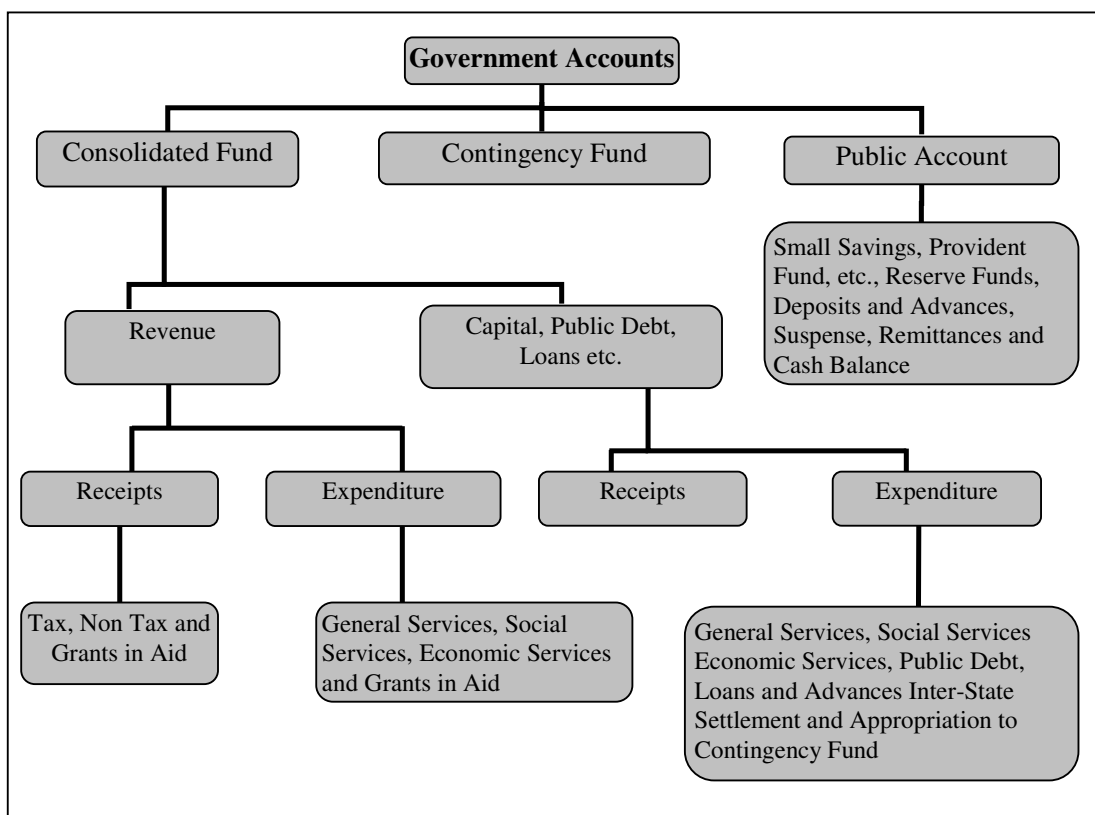 Government Accounts
Consolidated Fund
Contingency Fund
Public Account
Small Savings, Provident
Fund, etc., Reserve Funds,
Deposits and Advances,
Suspense, Remittances and
Cash Balance
Revenue
Capital, Public Debt,
Loans etc.
Receipts
Expenditure
Receipts
Expenditure
Tax, Non Tax and
Grants in Aid
General Services, Social
Services, Economic Services
and Grants in Aid
General Services, Social Services
Economic Services, Public Debt,
Loans and Advances Inter-State
Settlement and Appropriation to
Contingency Fund